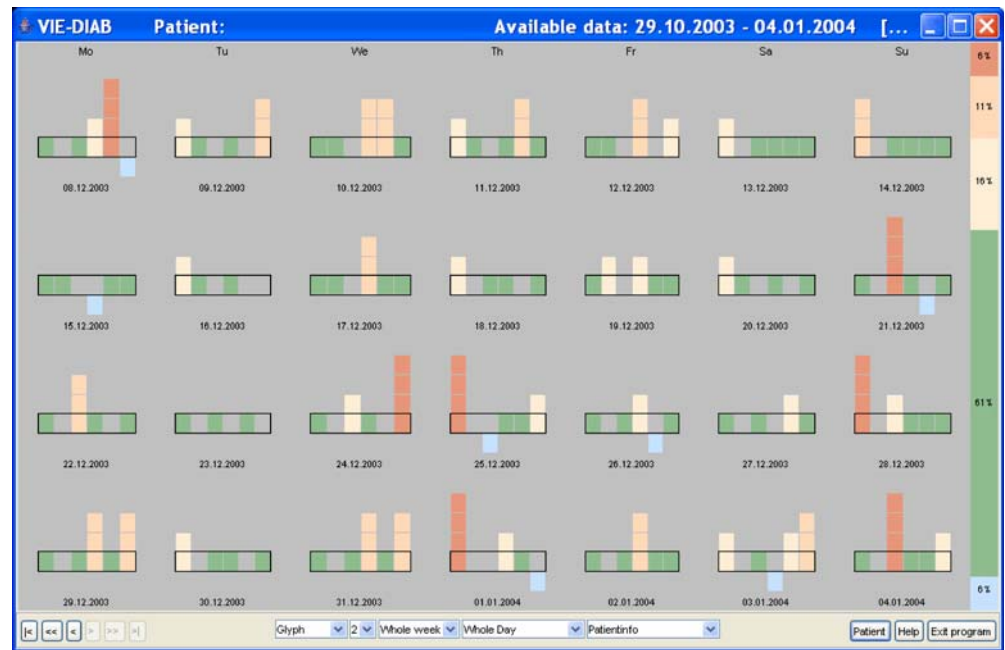 VIE-DIAB Patient: Available data: 29.10.2003 - 04.01.2004 [...
Mo Tu We Th Fr Sa Su
6%
11%
16%
08.12.2003 09.12.2003 10.12.2003 11.12.2003 12.12.2003 13.12.2003 14.12.2003
15.12.2003 16.12.2003 17.12.2003 18.12.2003 19.12.2003 20.12.2003 21.12.2003
61%
22.12.2003 23.12.2003 24.12.2003 25.12.2003 26.12.2003 27.12.2003 28.12.2003
6%
29.12.2003 30.12.2003 31.12.2003 01.01.2004 02.01.2004 03.01.2004 04.01.2004
|< << < > >> >| Glyph 2 Whole week Whole Day Patientinfo Patient Help Exit program